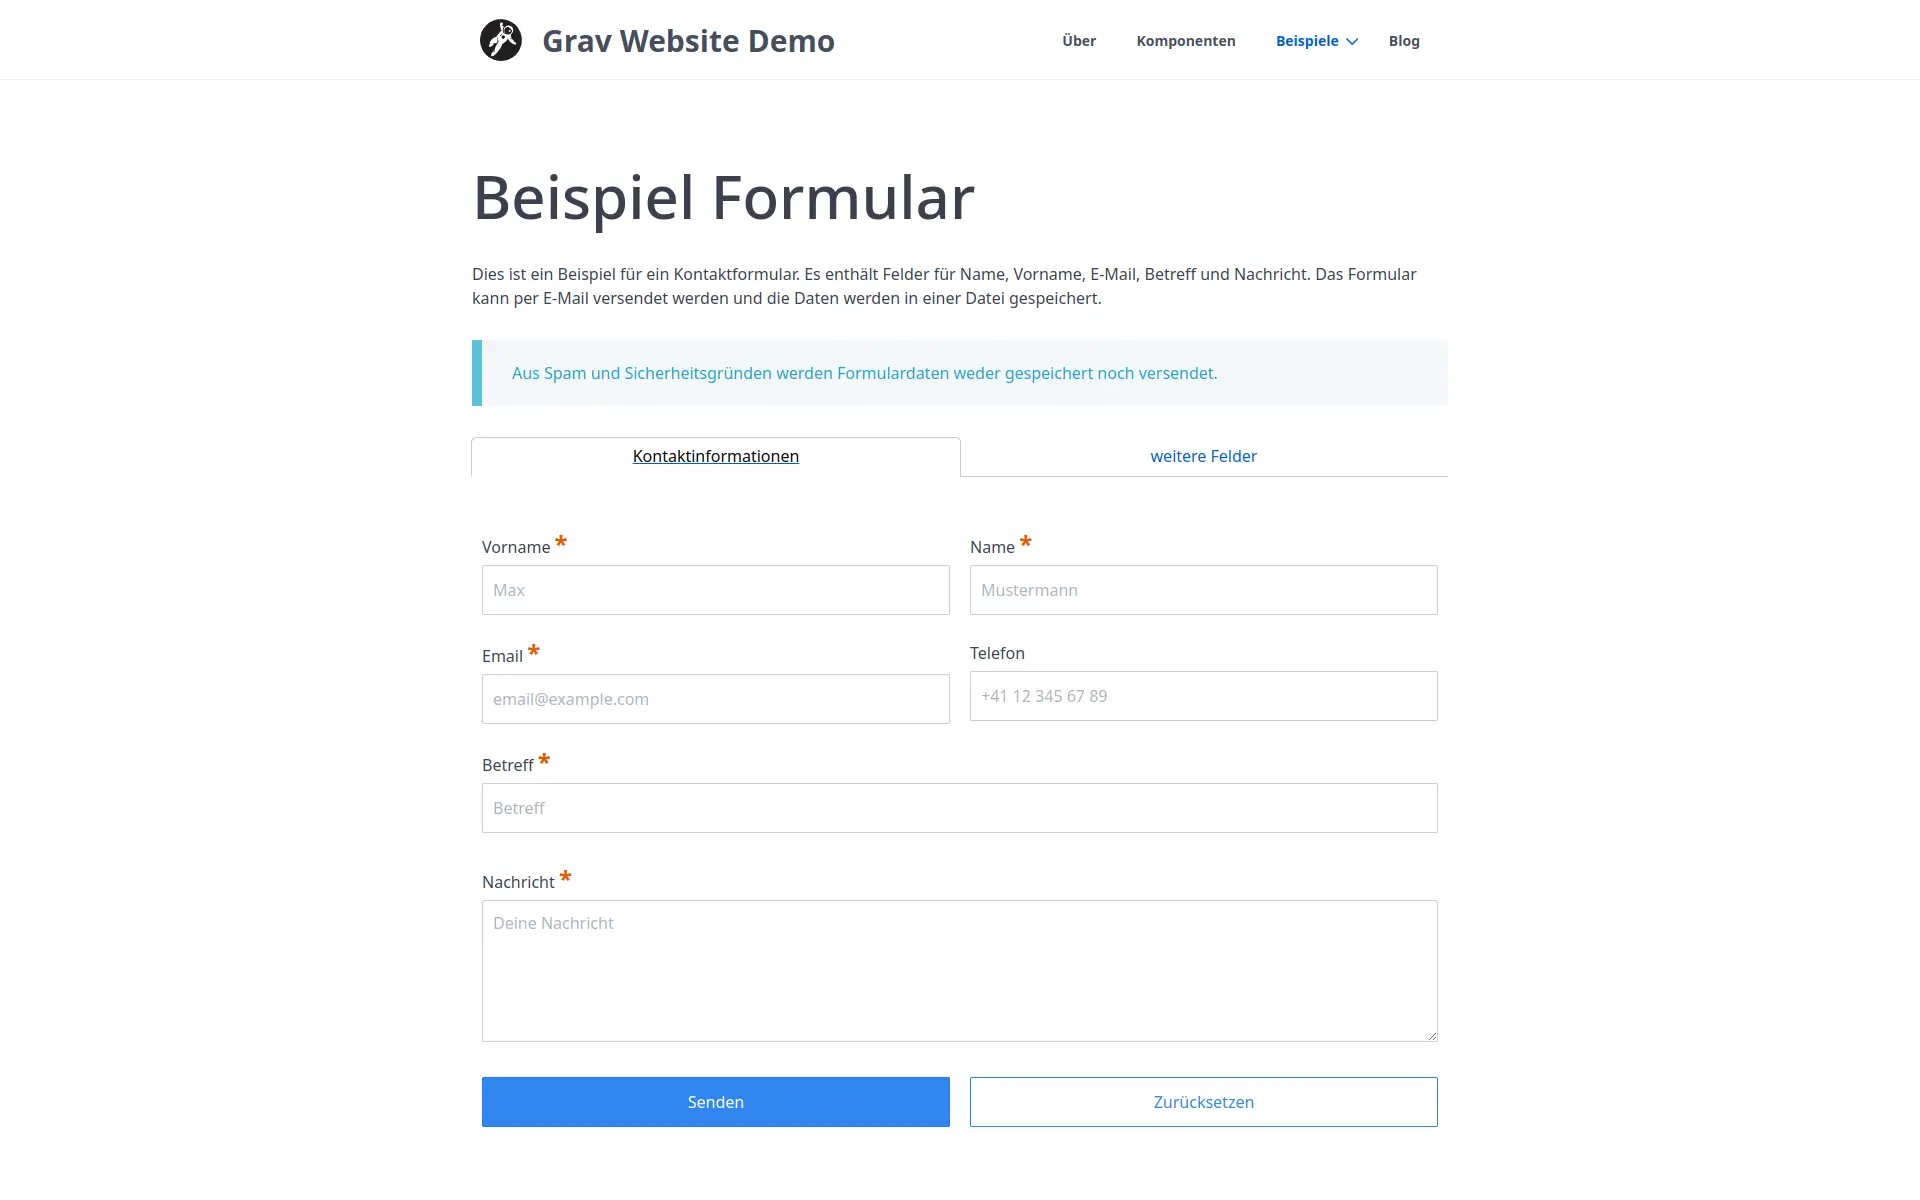 Grav Website Demo
Über
Komponenten
Beispiele
Blog
Beispiel Formular
Dies ist ein Beispiel für ein Kontaktformular. Es enthält Felder für Name, Vorname, E-Mail, Betreff und Nachricht. Das Formular
kann per E-Mail versendet werden und die Daten werden in einer Datei gespeichert.
Aus Spam und Sicherheitsgründen werden Formulardaten weder gespeichert noch versendet.
Kontaktinformationen
weitere Felder
Vorname *
Name *
Max
Mustermann
Email *
Telefon
email@example.com
+41 12 345 67 89
Betreff *
Betreff
Nachricht *
Deine Nachricht
Senden
Zurücksetzen